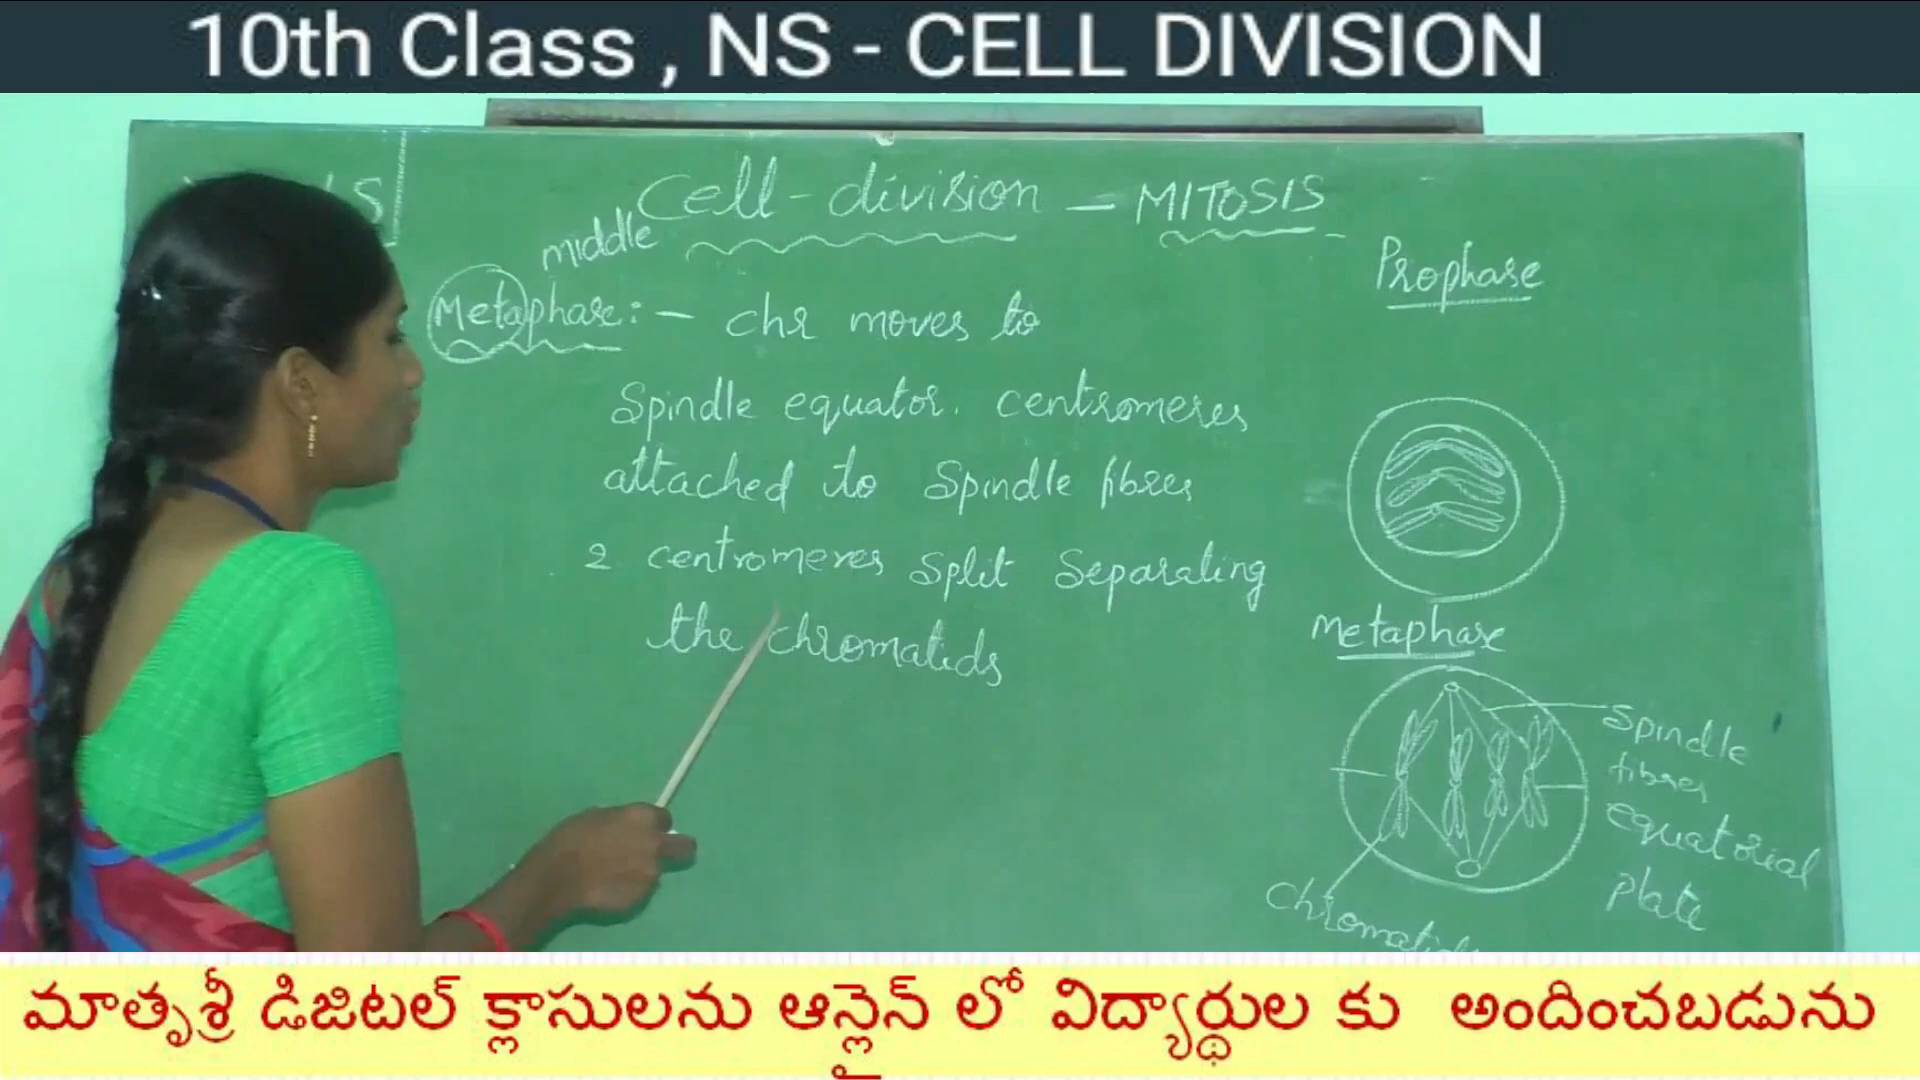 10th Class , NS - CELL DIVISION
Cell-division - MITOSIS
middle
Metaphase: - chr moves to
Spindle equator. centromeres
attached to Spindle fibres
2 centromeres split separating
the chromatids
Prophase
Metaphase
Spindle
fibres
equatorial
plate
Chromatids
మాతృశ్రీ డిజిటల్ క్లాసులను ఆన్లైన్ లో విద్యార్థుల కు అందించబడును